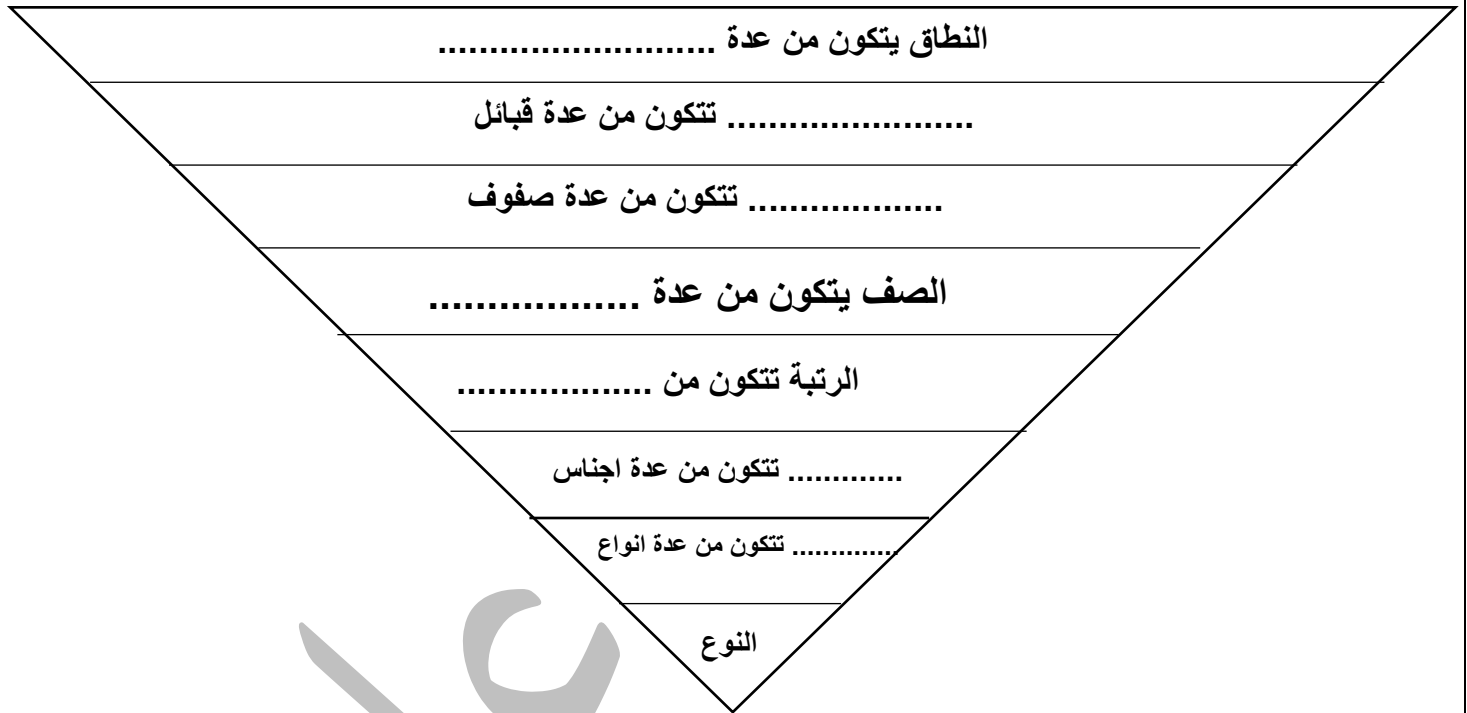 النطاق يتكون من عدة ...........................
........................ تتكون من عدة قبائل
................... تتكون من عدة صفوف
الصف يتكون من عدة ..................
الرتبة تتكون من ...................
............. تتكون من عدة اجناس
.............. تتكون من عدة انواع
النوع